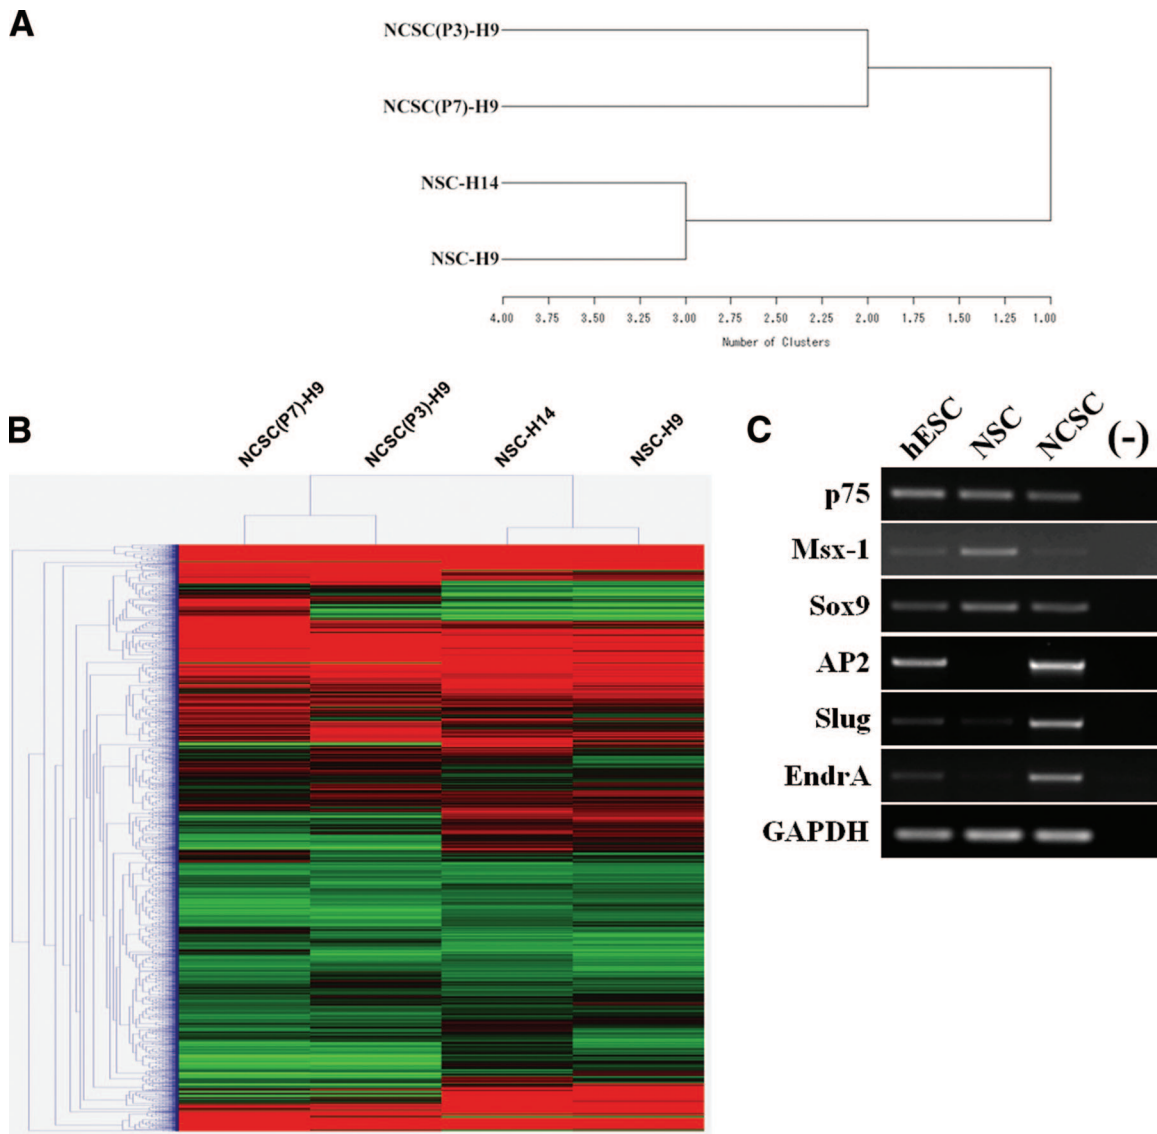 A
NCSC(P3)-H9
NCSC(P7)-H9
NSC-H14
NSC-H9
4.00 3.75 3.50 3.25 3.00 2.75 2.50 2.25 2.00 1.75 1.50 1.25 1.00
Number of Clusters
B
NCSC(P7)-H9 NCSC(P3)-H9 NSC-H14 NSC-H9
C
hESC NSC NCSC (-)
p75
Msx-1
Sox9
AP2
Slug
EndrA
GAPDH